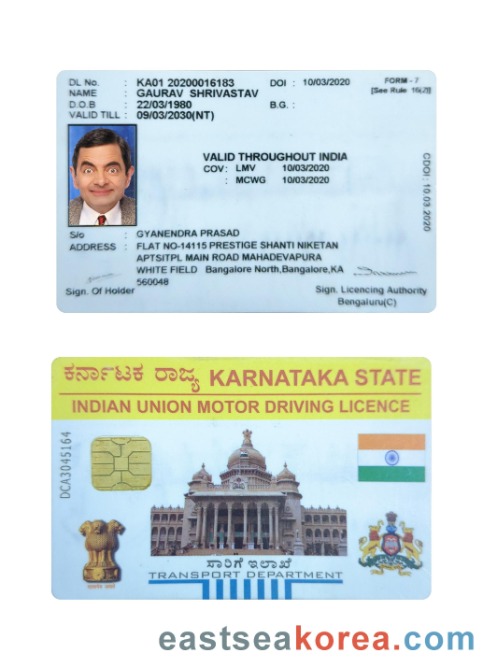 DL No. : KA01 20200016183 DOI : 10/03/2020 FORM - 7
NAME : GAURAV SHRIVASTAV [See Rule 16(2)]
D.O.B : 22/03/1980 B.G. :
VALID TILL : 09/03/2030(NT)
VALID THROUGHOUT INDIA
COV: LMV 10/03/2020
: MCWG 10/03/2020
CDOI: 10.03.2020
S/o : GYANENDRA PRASAD
ADDRESS : FLAT NO-14115 PRESTIGE SHANTI NIKETAN
APTSITPL MAIN ROAD MAHADEVAPURA
WHITE FIELD Bangalore North,Bangalore,KA
560048
Sign. Of Holder
Sign. Licencing Authority
Bengaluru(C)
ಕರ್ನಾಟಕ ರಾಜ್ಯ KARNATAKA STATE
INDIAN UNION MOTOR DRIVING LICENCE
DCA3045164
ಸಾರಿಗೆ ಇಲಾಖೆ
TRANSPORT DEPARTMENT
eastseakorea.com